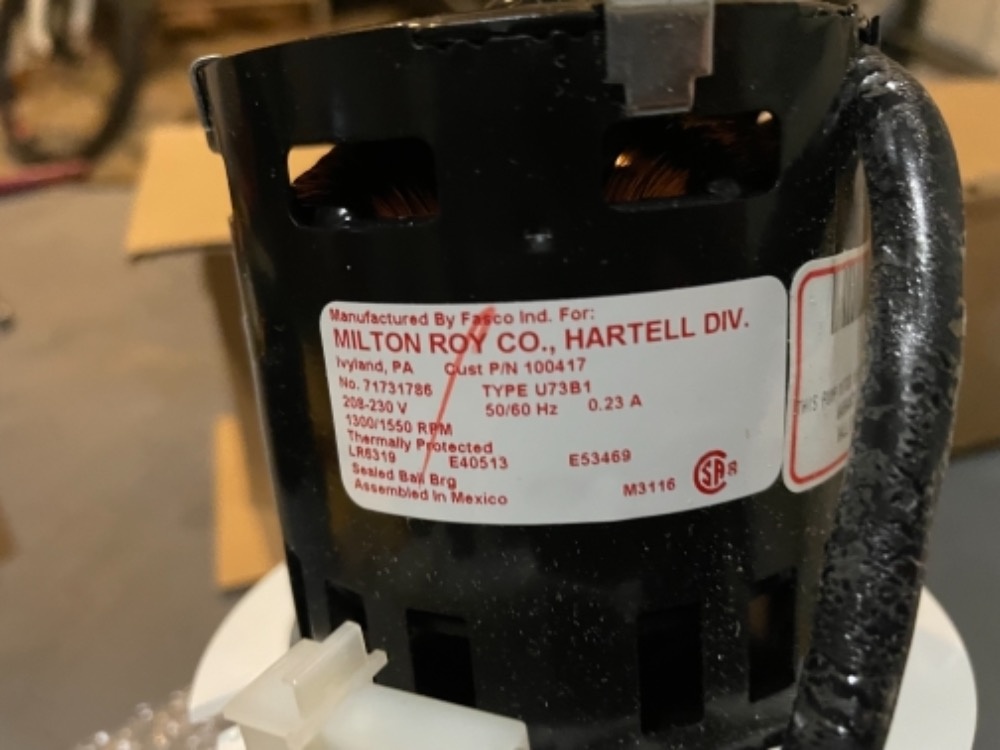 Manufactured By Fasco Ind. For:
MILTON ROY CO., HARTELL DIV.
Ivyland, PA Cust P/N 100417
No. 71731786 TYPE U73B1
208-230 V 50/60 Hz 0.23 A
1300/1550 RPM
Thermally Protected
LR6319 E40513 E53469
Sealed Ball Brg
Assembled In Mexico M3116 SA R
THIS